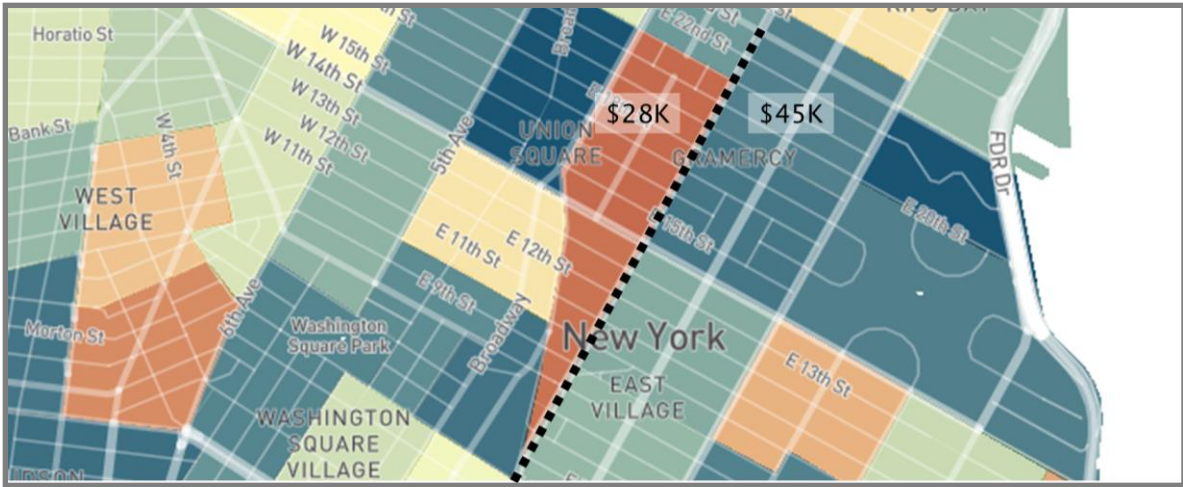 Horatio St
W 15th St
W 14th St
W 13th St
W 12th St
W 11th St
Bank St
W 4th St
WEST
VILLAGE
Morton St
6th Ave
5th Ave
UNION
SQUARE
$28K
$45K
GRAMERCY
E 22nd St
E 15th St
E 20th St
FDR Dr
E 11th St
E 12th St
E 9th St
Broadway
Washington
Square Park
New York
EAST
VILLAGE
E 13th St
WASHINGTON
SQUARE
VILLAGE